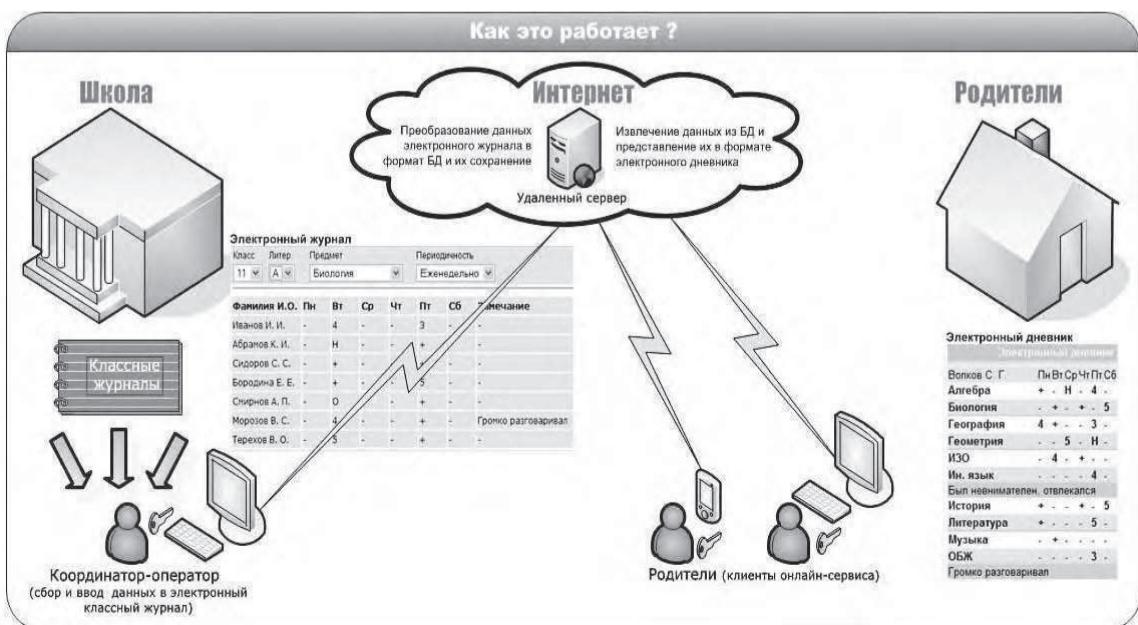 Как это работает ?
Школа
Интернет
Родители
Преобразование данных
электронного журнала в
формат БД и их сохранение
Извлечение данных из БД и
представление их в формате
электронного дневника
Удаленный сервер
Электронный журнал
Класс Литер Предмет Периодичность
11 А Биология Еженедельно
Фамилия И.О. Пн Вт Ср Чт Пт Сб Замечание
Иванов И. И. - 4 - - 3 - -
Абрамов К. И. - Н - - + - -
Сидоров С. С. - + - - - -
Бородина Е. Е. - + - - 5 - -
Смирнов А. П. - О - - + - -
Морозов В. С. - 4 - - + - Громко разговаривал
Терехов В. О. - 5 - - + - -
Классные
журналы
Координатор-оператор
(сбор и ввод данных в электронный
классный журнал)
Родители (клиенты онлайн-сервиса)
Электронный дневник
Электронный дневник
Волков С. Г. Пн Вт Ср Чт Пт Сб
Алгебра + - Н - 4 -
Биология - + - + - 5
География 4 + - - 3 -
Геометрия - - 5 - Н -
ИЗО - 4 - + - -
Ин. язык - - - - 4 -
Был невнимателен, отвлекался
История + - - + - 5
Литература + - - - 5 -
Музыка - + - - - -
ОБЖ - - - - 3 -
Громко разговаривал